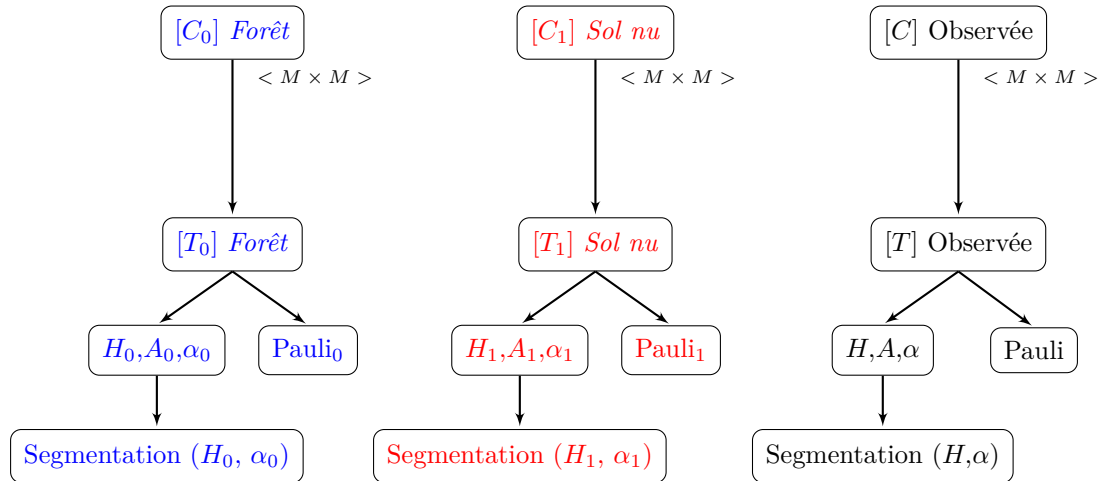 [C₀] Forêt [C₁] Sol nu [C] Observée
< M × M > < M × M > < M × M >
[T₀] Forêt [T₁] Sol nu [T] Observée
H₀,A₀,α₀ Pauli₀ H₁,A₁,α₁ Pauli₁ H,A,α Pauli
Segmentation (H₀, α₀) Segmentation (H₁, α₁) Segmentation (H,α)